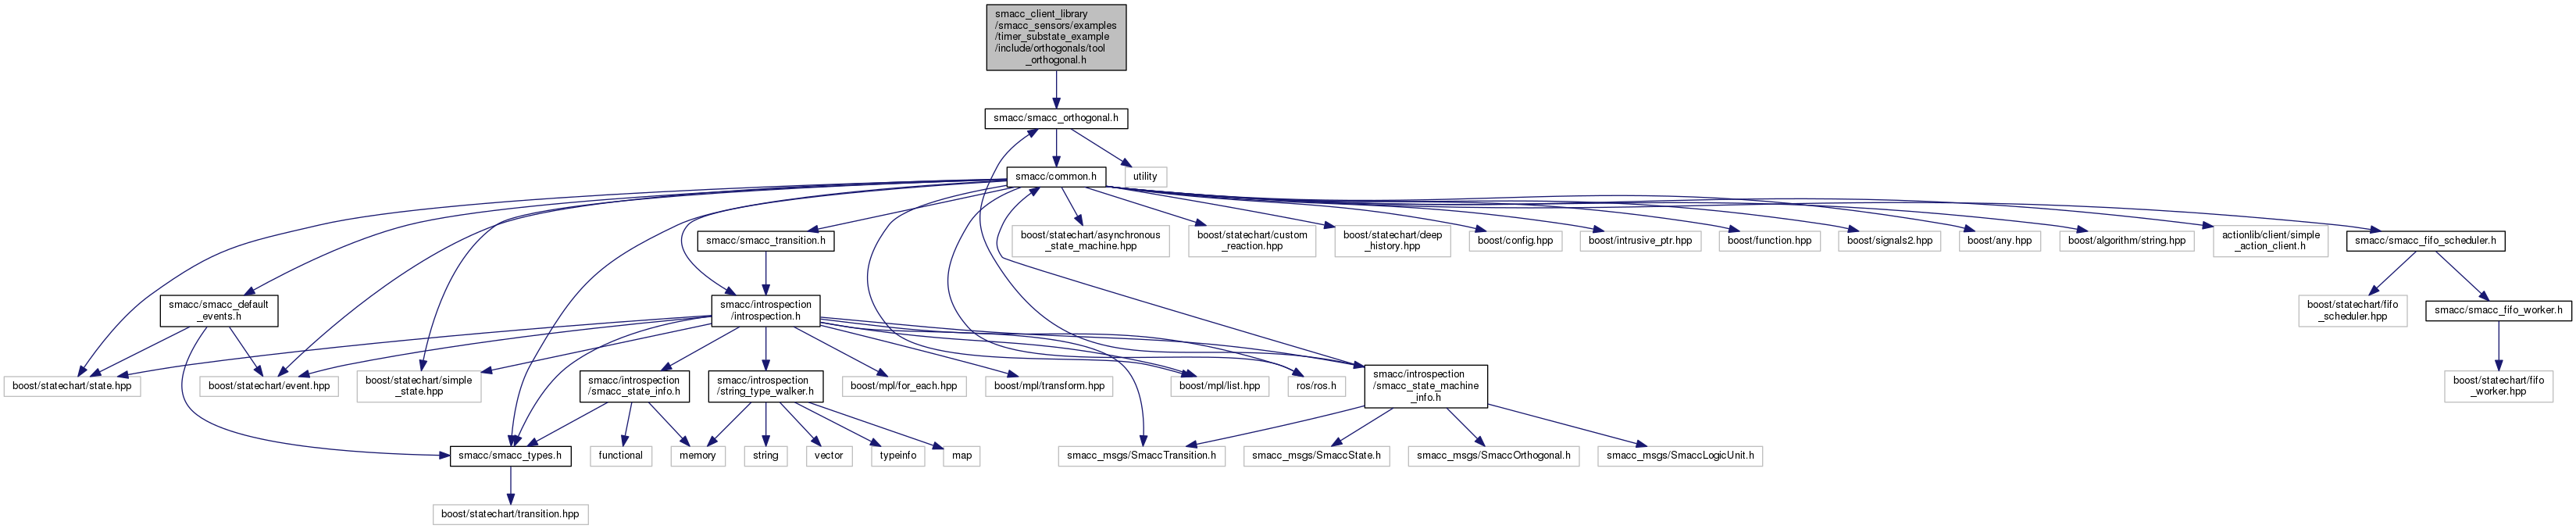 smacc_client_library
/smacc_sensors/examples
/timer_substate_example
/include/orthogonals/tool
_orthogonal.h
smacc/smacc_orthogonal.h
smacc/common.h
utility
smacc/smacc_transition.h
boost/statechart/asynchronous
_state_machine.hpp
boost/statechart/custom
_reaction.hpp
boost/statechart/deep
_history.hpp
boost/config.hpp
boost/intrusive_ptr.hpp
boost/function.hpp
boost/signals2.hpp
boost/any.hpp
boost/algorithm/string.hpp
actionlib/client/simple
_action_client.h
smacc/smacc_fifo_scheduler.h
smacc/smacc_default
_events.h
smacc/introspection
/introspection.h
boost/statechart/fifo
_scheduler.hpp
smacc/smacc_fifo_worker.h
boost/statechart/state.hpp
boost/statechart/event.hpp
boost/statechart/simple
_state.hpp
smacc/introspection
/smacc_state_info.h
smacc/introspection
/string_type_walker.h
boost/mpl/for_each.hpp
boost/mpl/transform.hpp
boost/mpl/list.hpp
ros/ros.h
smacc/introspection
/smacc_state_machine
_info.h
boost/statechart/fifo
_worker.hpp
smacc/smacc_types.h
functional
memory
string
vector
typeinfo
map
smacc_msgs/SmaccTransition.h
smacc_msgs/SmaccState.h
smacc_msgs/SmaccOrthogonal.h
smacc_msgs/SmaccLogicUnit.h
boost/statechart/transition.hpp